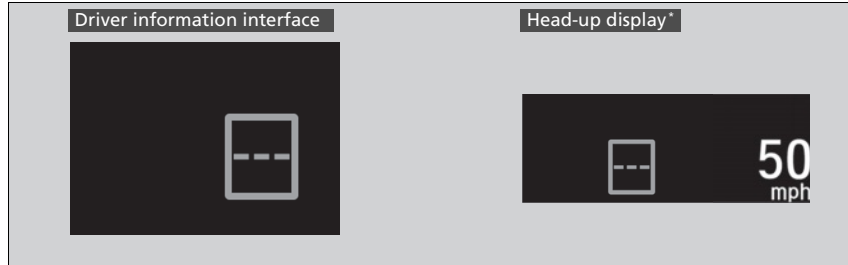 Driver information interface
Head-up display*
---
---
50
mph